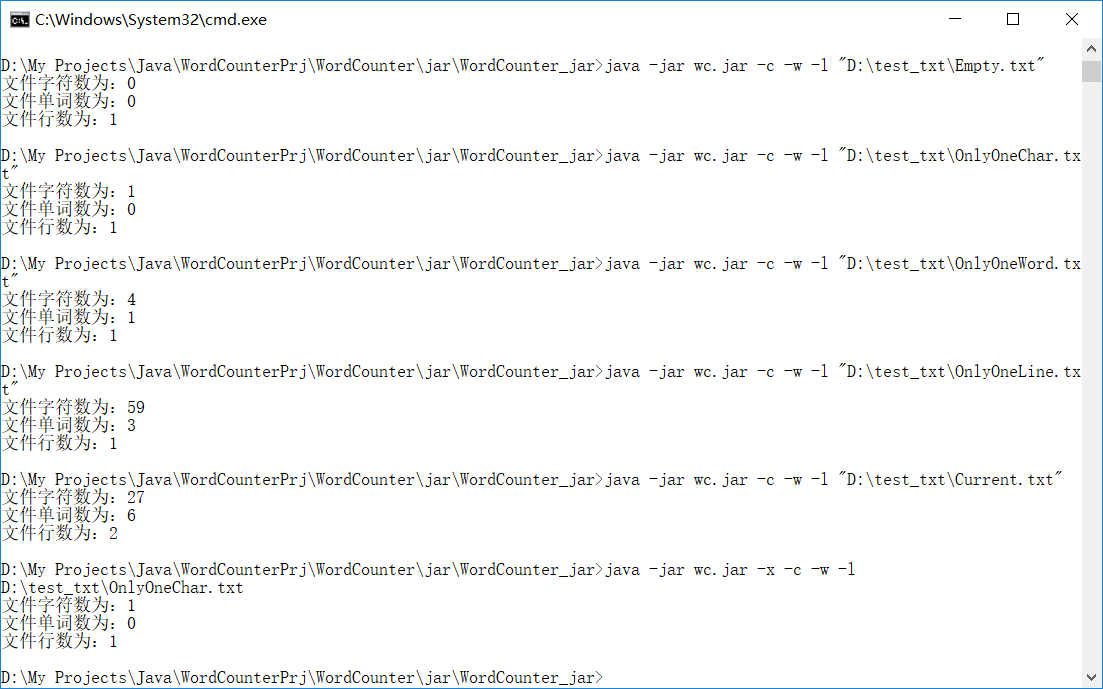 C:\Windows\System32\cmd.exe
D:\My Projects\Java\WordCounterPrj\WordCounter\jar\WordCounter_jar>java -jar wc.jar -c -w -l "D:\test_txt\Empty.txt"
文件字符数为：0
文件单词数为：0
文件行数为：1
D:\My Projects\Java\WordCounterPrj\WordCounter\jar\WordCounter_jar>java -jar wc.jar -c -w -l "D:\test_txt\OnlyOneChar.tx
t"
文件字符数为：1
文件单词数为：0
文件行数为：1
D:\My Projects\Java\WordCounterPrj\WordCounter\jar\WordCounter_jar>java -jar wc.jar -c -w -l "D:\test_txt\OnlyOneWord.tx
t"
文件字符数为：4
文件单词数为：1
文件行数为：1
D:\My Projects\Java\WordCounterPrj\WordCounter\jar\WordCounter_jar>java -jar wc.jar -c -w -l "D:\test_txt\OnlyOneLine.tx
t"
文件字符数为：59
文件单词数为：3
文件行数为：1
D:\My Projects\Java\WordCounterPrj\WordCounter\jar\WordCounter_jar>java -jar wc.jar -c -w -l "D:\test_txt\Current.txt"
文件字符数为：27
文件单词数为：6
文件行数为：2
D:\My Projects\Java\WordCounterPrj\WordCounter\jar\WordCounter_jar>java -jar wc.jar -x -c -w -l
D:\test_txt\OnlyOneChar.txt
文件字符数为：1
文件单词数为：0
文件行数为：1
D:\My Projects\Java\WordCounterPrj\WordCounter\jar\WordCounter_jar>